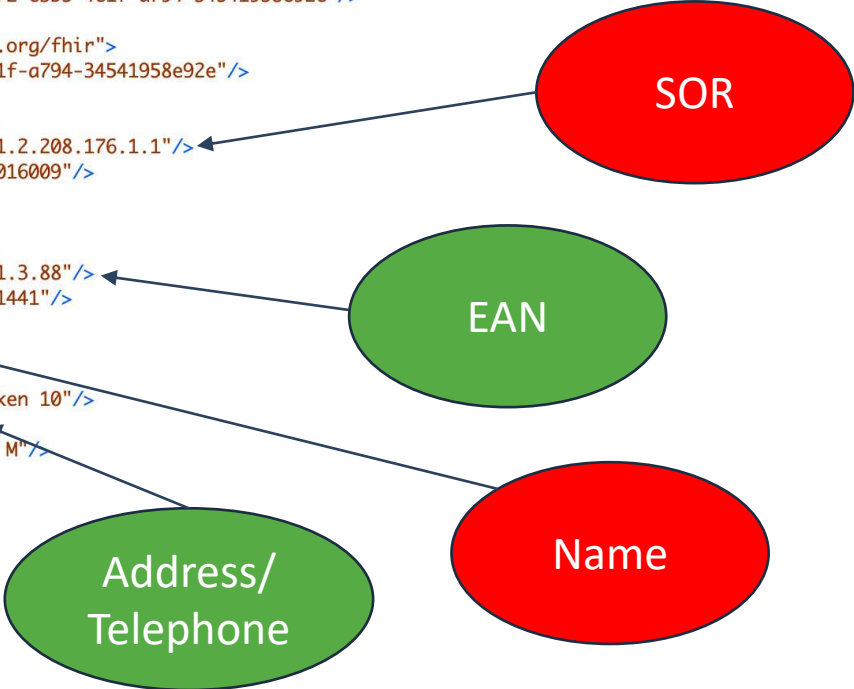 .org/fhir">
1f-a794-34541958e92e"/>
1.2.208.176.1.1"/>
016009"/>
1.3.88"/>
1441"/>
ken 10"/>
M"/>
SOR
EAN
Name
Address/
Telephone